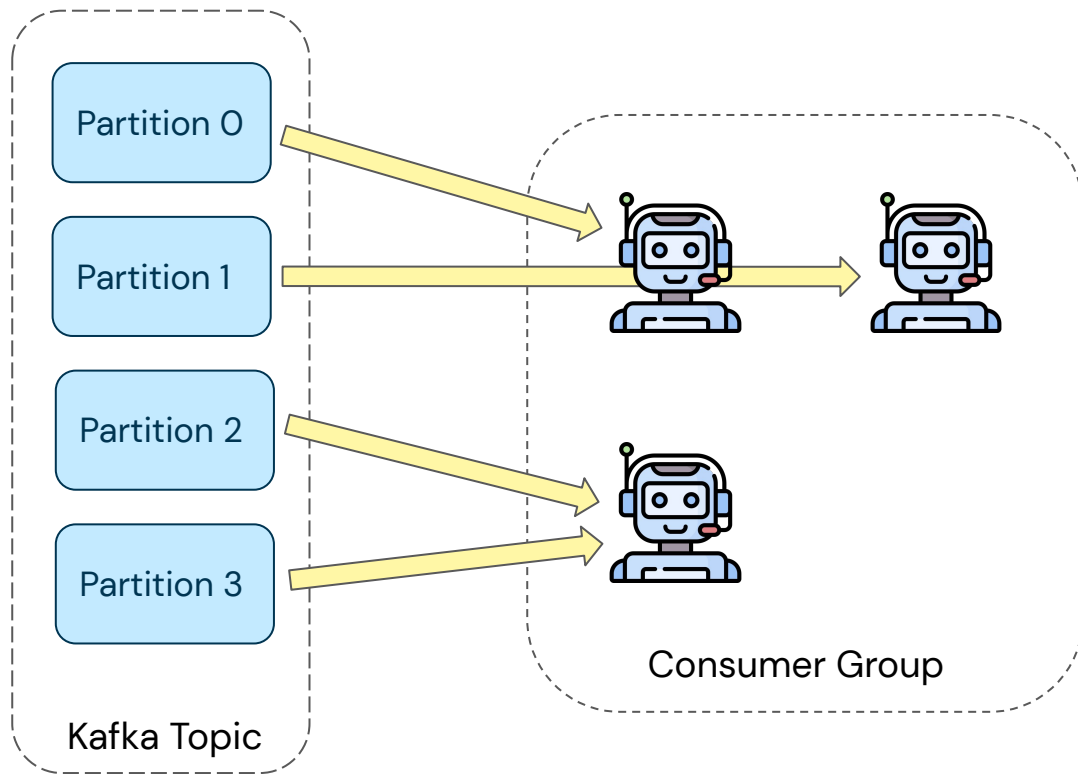 Partition 0
Partition 1
Partition 2
Partition 3
Consumer Group
Kafka Topic